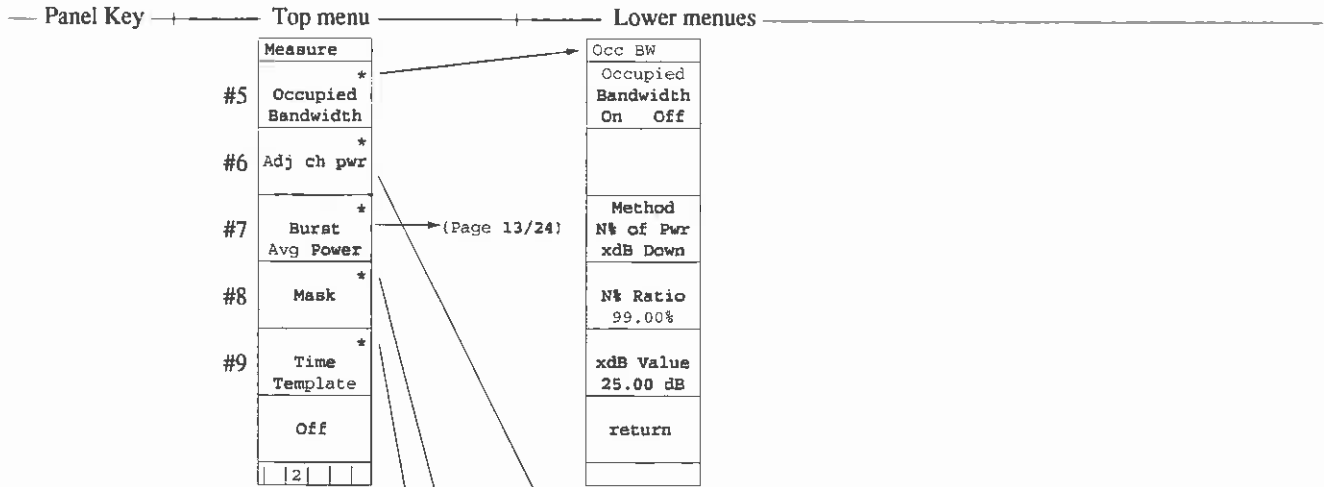 Panel Key Top menu Lower menues
Measure
#5 * Occupied Bandwidth
#6 * Adj ch pwr
#7 * Burst Avg Power
(Page 13/24)
#8 * Mask
#9 * Time Template
Off
2
Occ BW
Occupied
Bandwidth
On Off
Method
N% of Pwr
xdB Down
N% Ratio
99.00%
xdB Value
25.00 dB
return